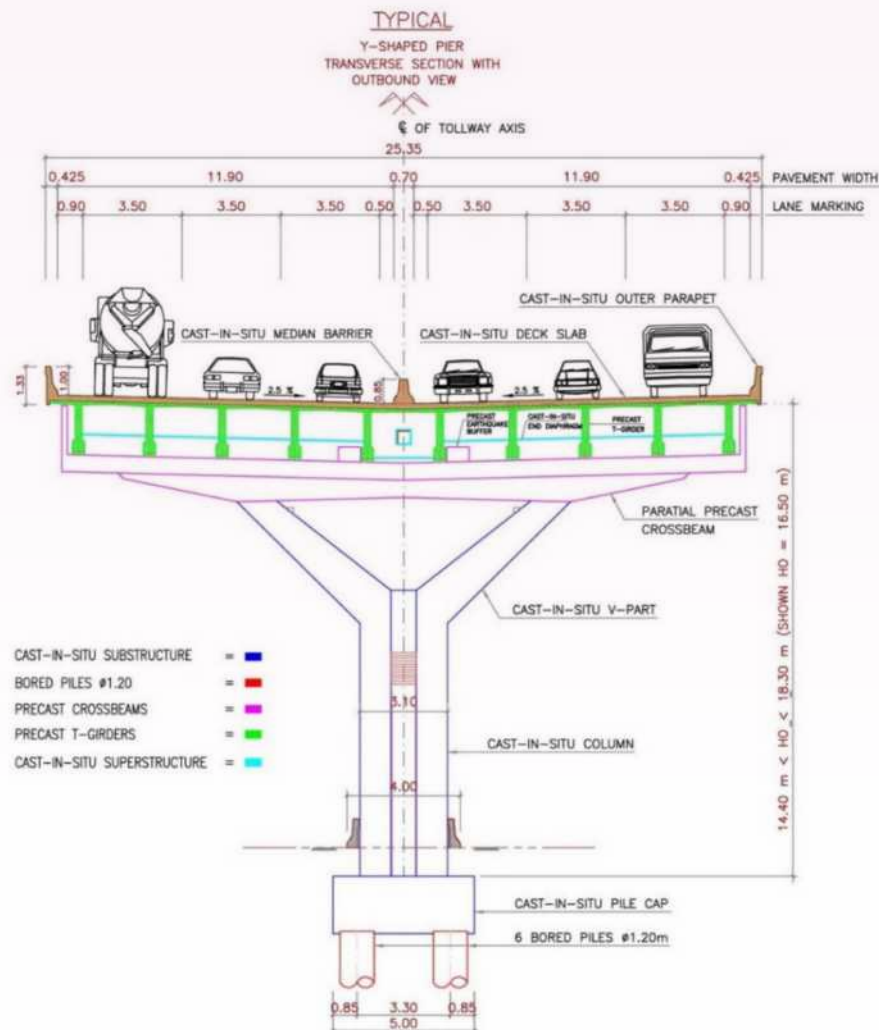 TYPICAL
Y-SHAPED PIER
TRANSVERSE SECTION WITH
OUTBOUND VIEW
℄ OF TOLLWAY AXIS
25.35
0.425 11.90 0.70 11.90 0.425 PAVEMENT WIDTH
0.90 3.50 3.50 3.50 0.50 0.50 3.50 3.50 3.50 0.90 LANE MARKING
CAST-IN-SITU OUTER PARAPET
CAST-IN-SITU MEDIAN BARRIER
CAST-IN-SITU DECK SLAB
1.33
1.00
2.5 %
0.85
2.5 %
PRECAST
EARTHQUAKE
BUFFER
CAST-IN-SITU
END DIAPHRAGM
PRECAST
T-GIRDER
PARATIAL PRECAST
CROSSBEAM
CAST-IN-SITU V-PART
14.40 m < HO < 18.30 m (SHOWN HO = 16.50 m)
CAST-IN-SITU SUBSTRUCTURE =
BORED PILES ø1.20 =
PRECAST CROSSBEAMS =
PRECAST T-GIRDERS =
CAST-IN-SITU SUPERSTRUCTURE =
3.10
CAST-IN-SITU COLUMN
4.00
CAST-IN-SITU PILE CAP
6 BORED PILES ø1.20m
0.85 3.30 0.85
5.00